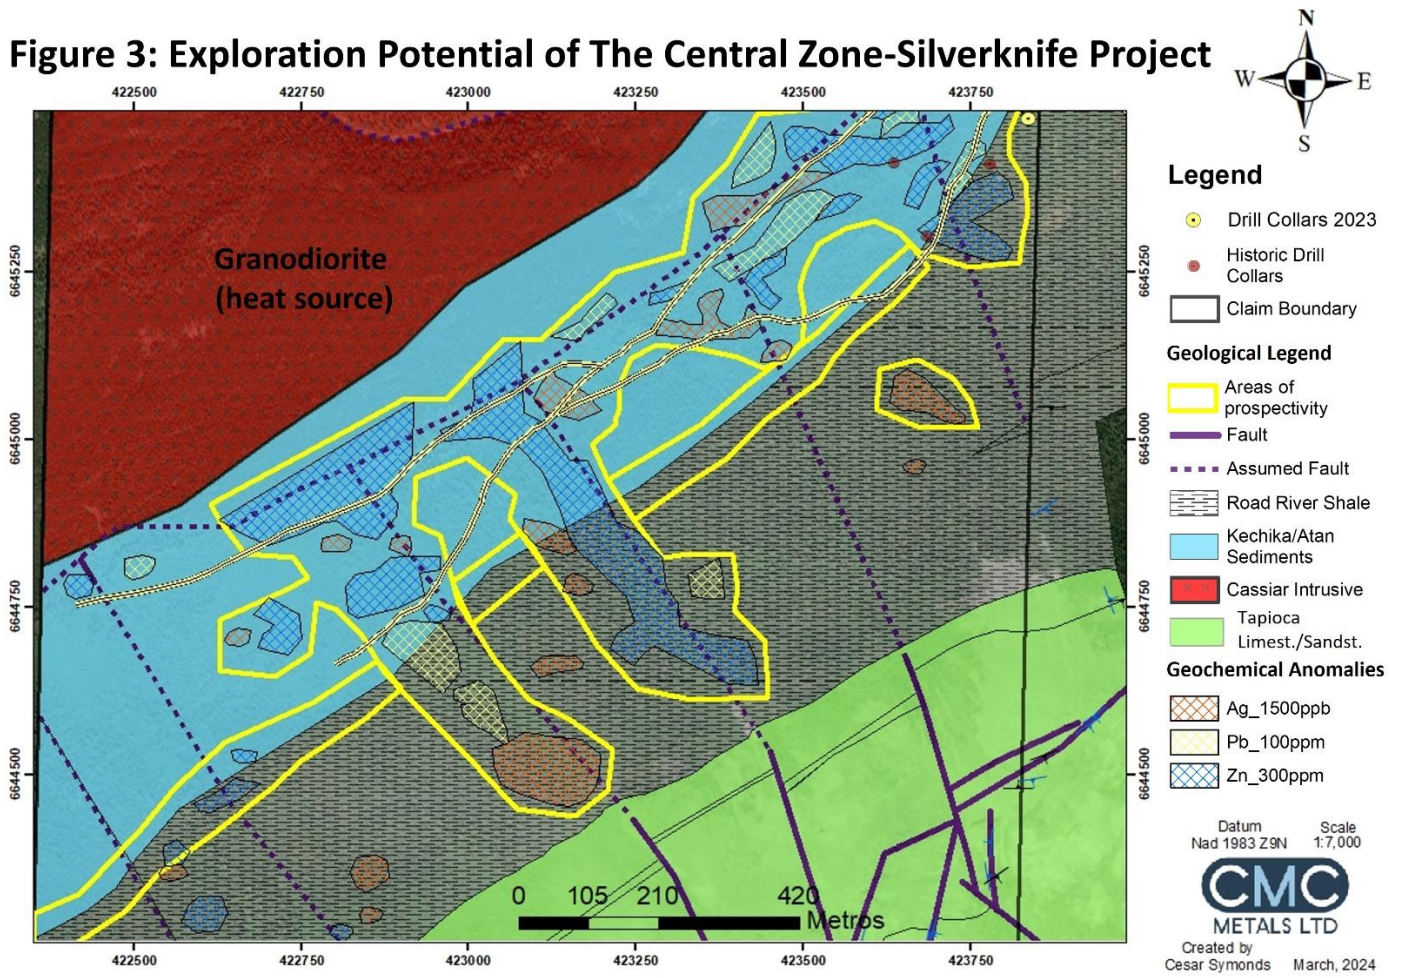 Figure 3: Exploration Potential of The Central Zone-Silverknife Project
N
W
E
S
422500
422750
423000
423250
423500
423750
6645250
6645000
6644750
6644500
Granodiorite
(heat source)
6645250
6645000
6644750
6644500
0 105 210 420
Metros
422500
422750
423000
423250
423500
423750
Legend
Drill Collars 2023
Historic Drill
Collars
Claim Boundary
Geological Legend
Areas of
prospectivity
Fault
Assumed Fault
Road River Shale
Kechika/Atan
Sediments
Cassiar Intrusive
Tapioca
Limest./Sandst.
Geochemical Anomalies
Ag_1500ppb
Pb_100ppm
Zn_300ppm
Datum
Nad 1983 Z9N
Scale
1:7,000
CMC
METALS LTD
Created by
Cesar Symonds
March, 2024